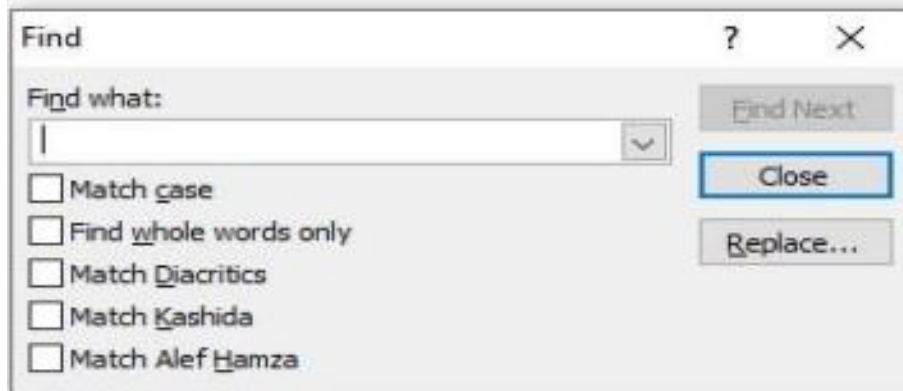 Find ?
Find what:
Find Next
Close
Match case
Find whole words only
Replace...
Match Diacritics
Match Kashida
Match Alef Hamza